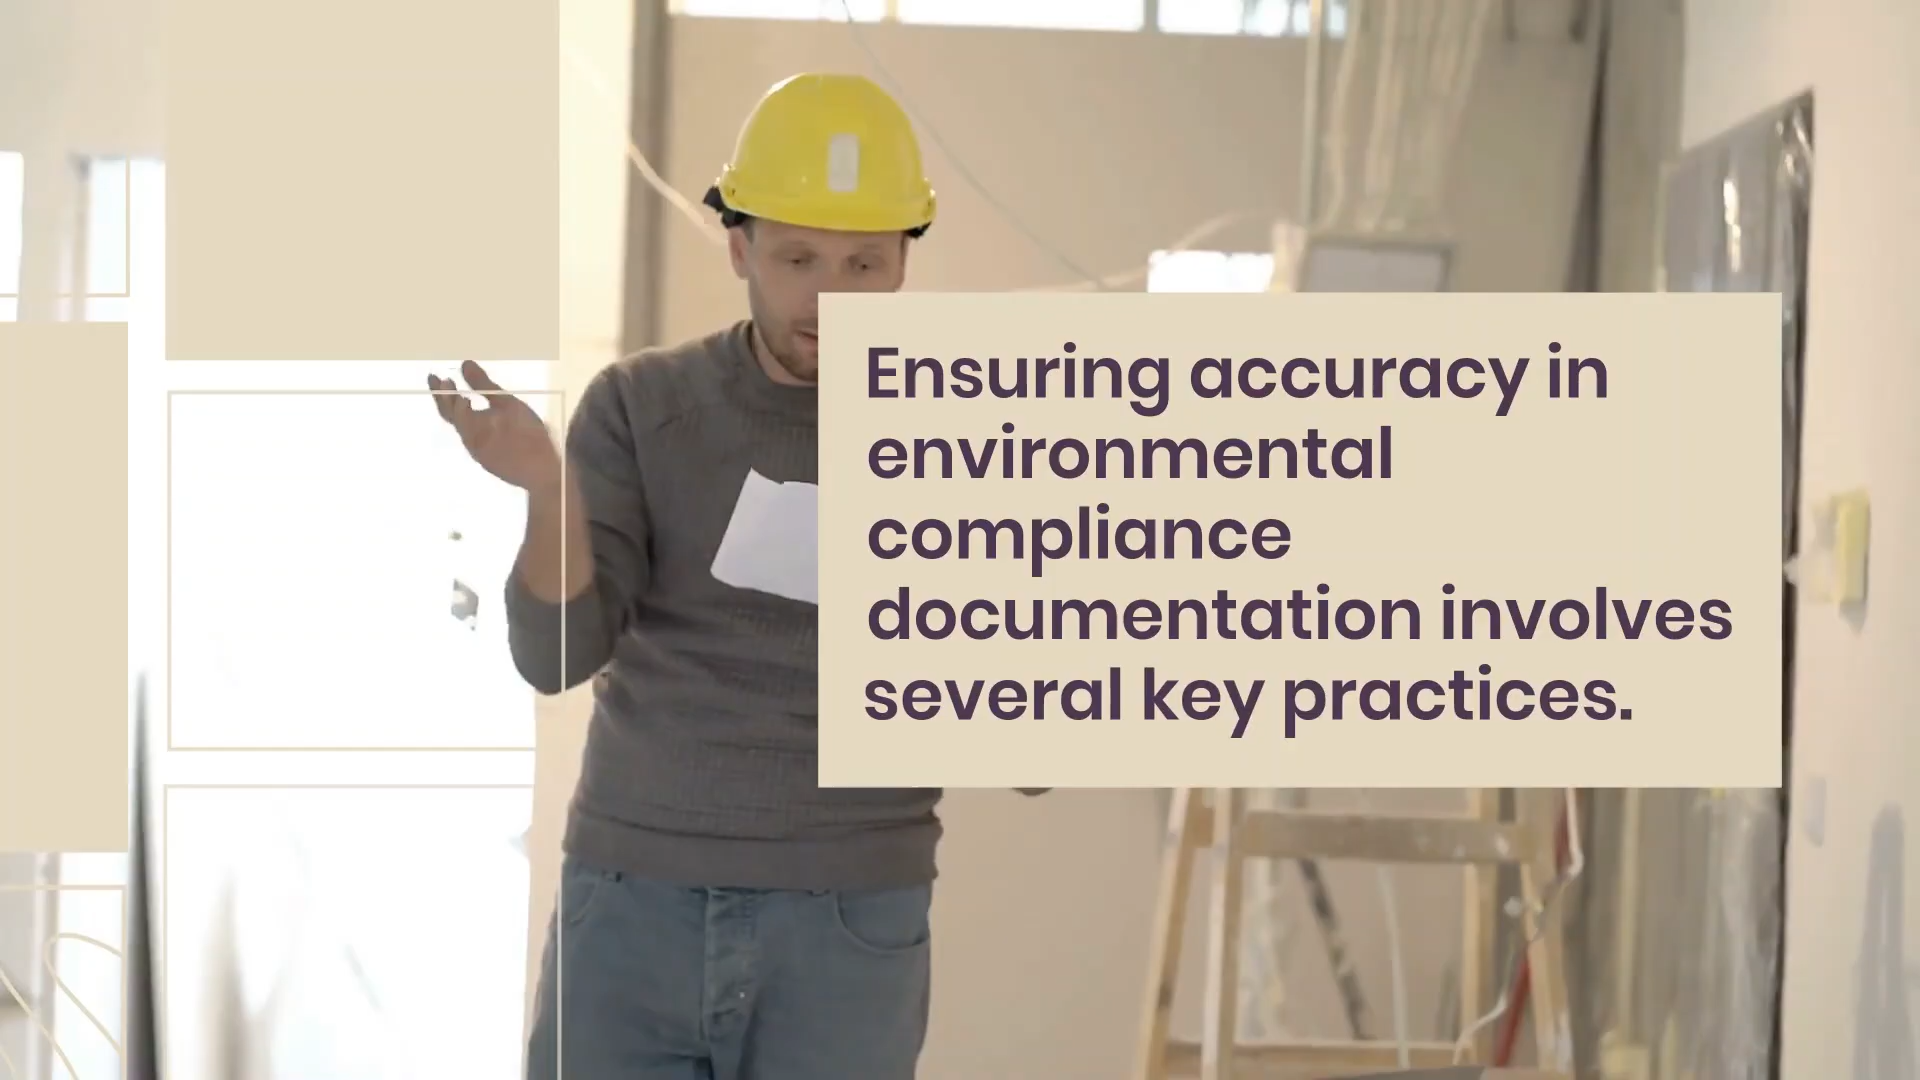 Ensuring accuracy in
environmental
compliance
documentation involves
several key practices.